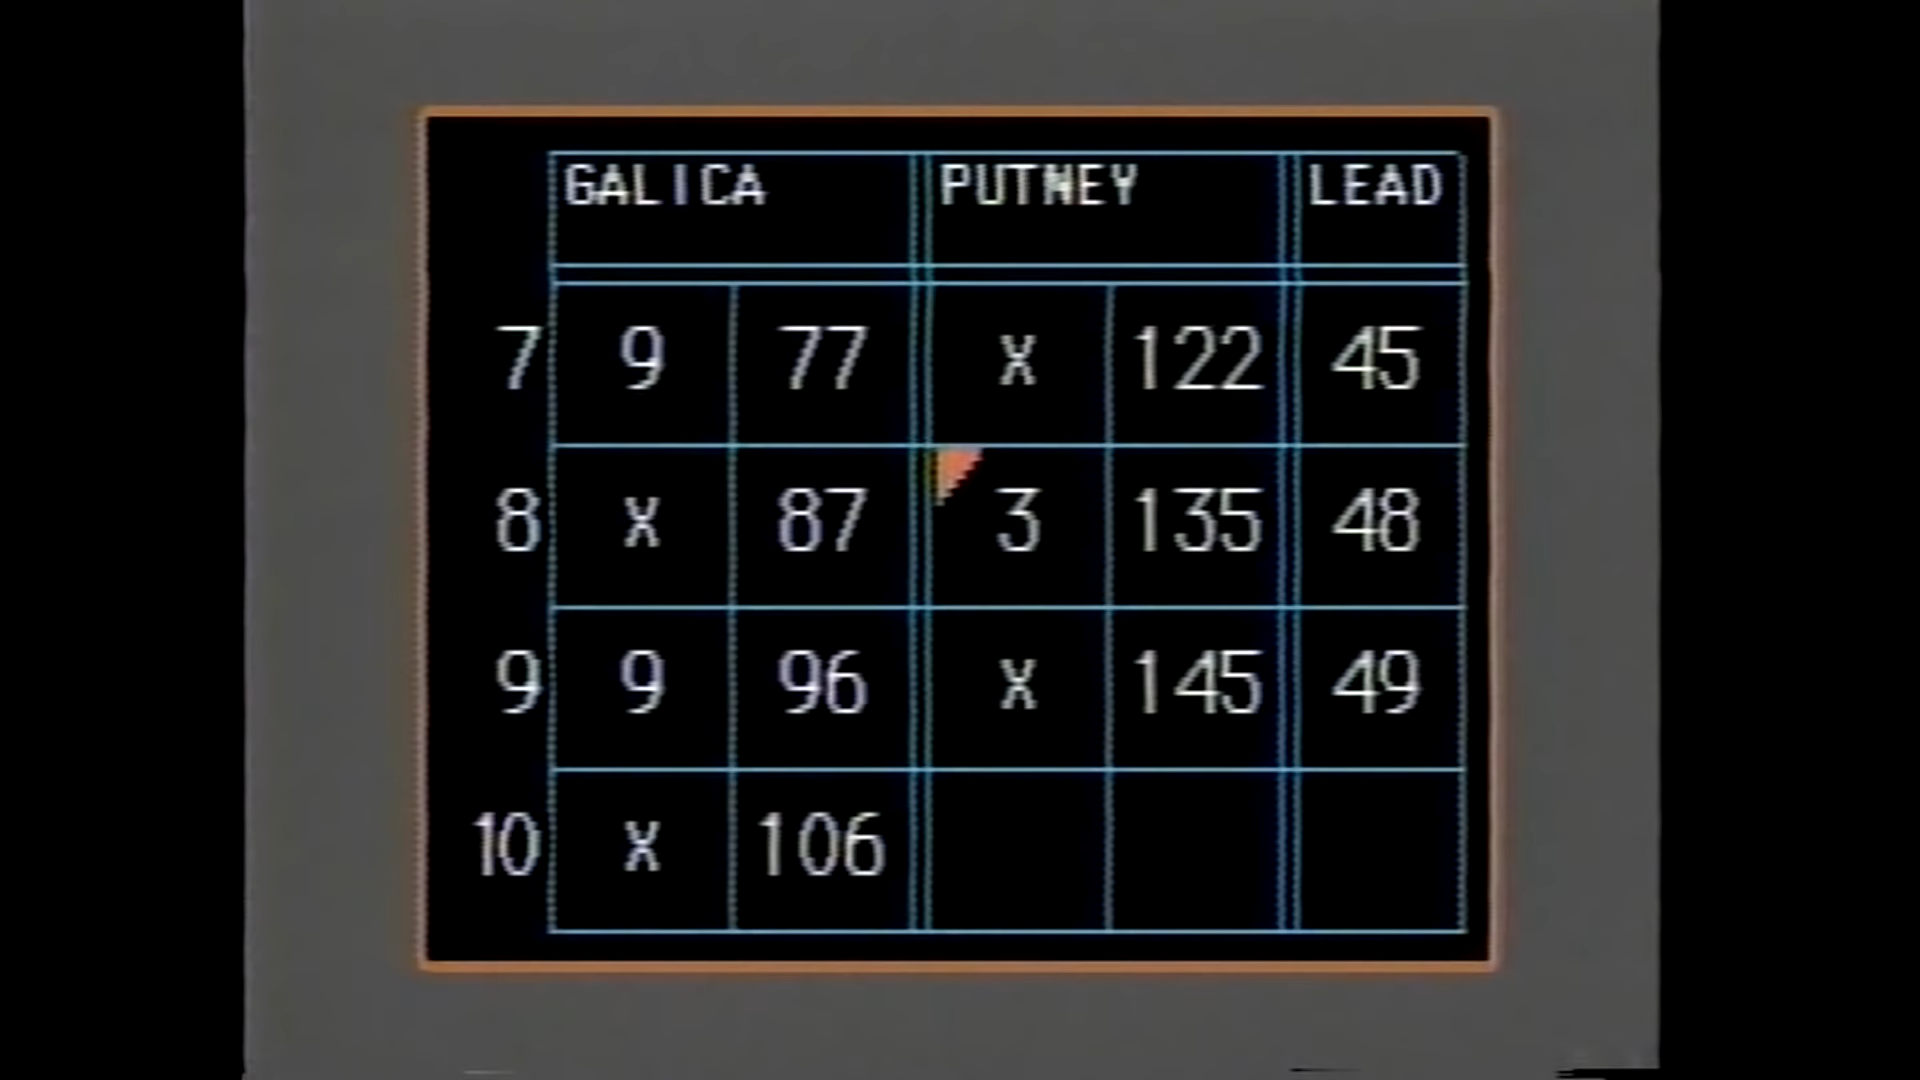 GALICA PUTNEY LEAD
7 9 77 X 122 45
8 X 87 3 135 48
9 9 96 X 145 49
10 X 106